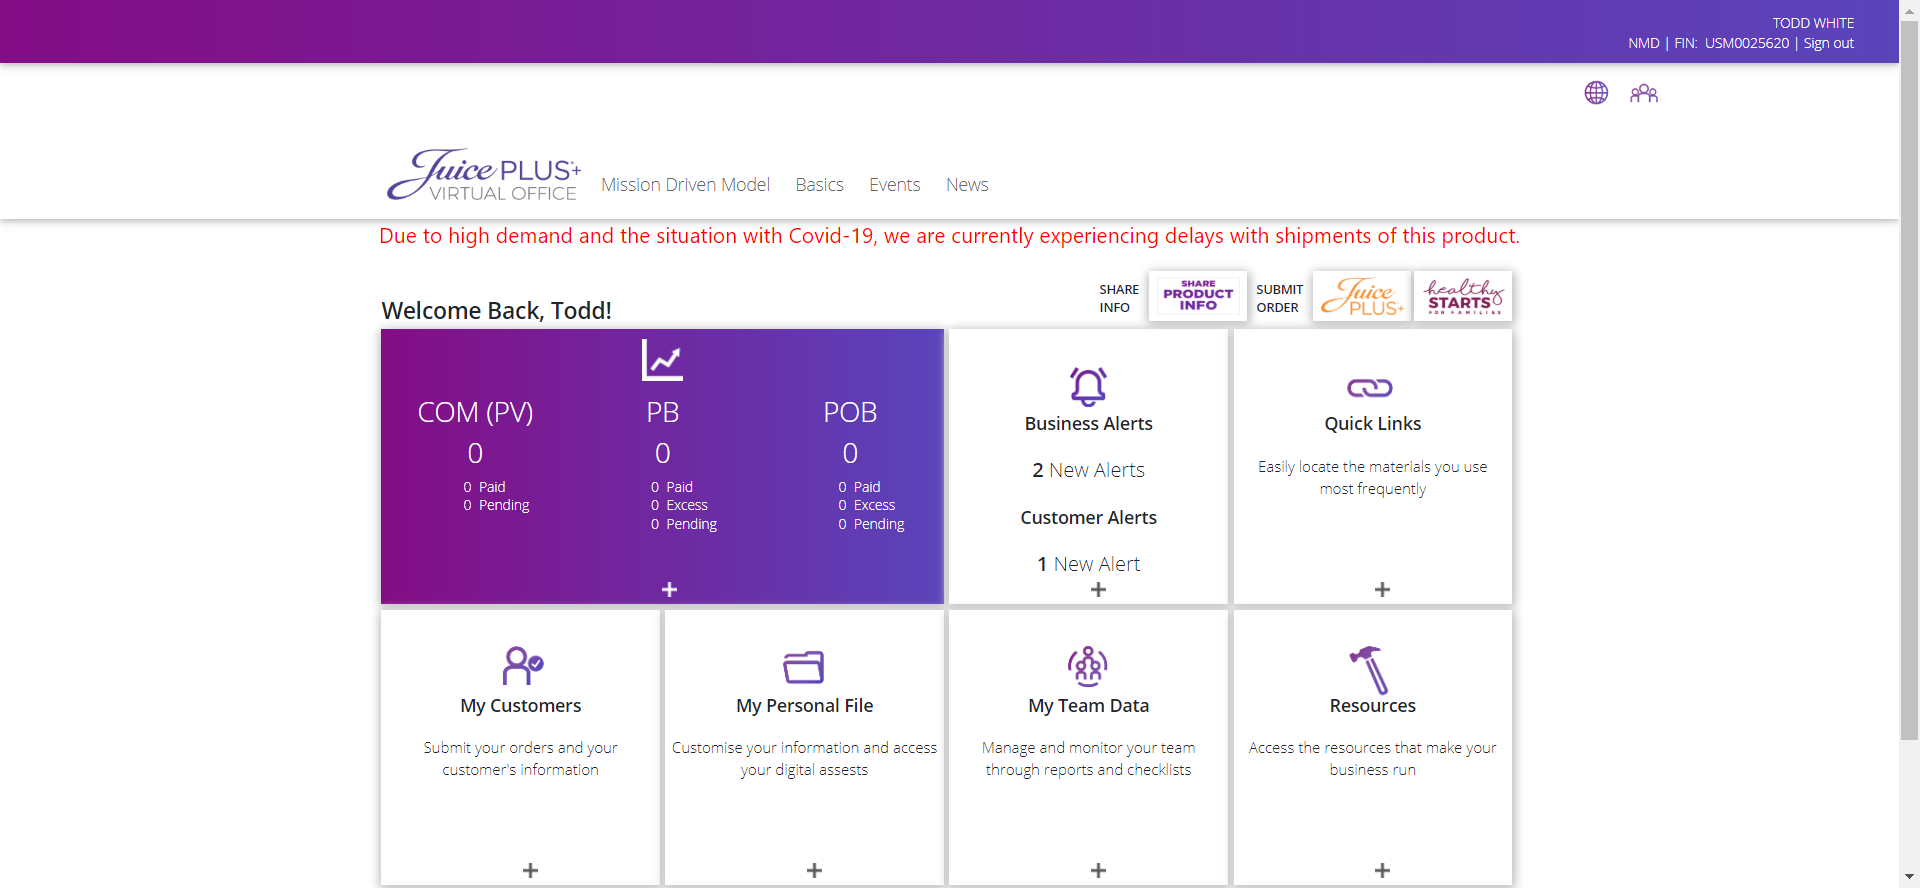 TODD WHITE
NMD | FIN: USM0025620 | Sign out
Juice PLUS+
VIRTUAL OFFICE
Mission Driven Model Basics Events News
Due to high demand and the situation with Covid-19, we are currently experiencing delays with shipments of this product.
Welcome Back, Todd!
SHARE
INFO
SHARE
PRODUCT
INFO
SUBMIT
ORDER
Juice
PLUS+
healthy
STARTS
FOR FAMILIES
COM (PV)
0
0 Paid
0 Pending
PB
0
0 Paid
0 Excess
0 Pending
POB
0
0 Paid
0 Excess
0 Pending
+
Business Alerts
2 New Alerts
Customer Alerts
1 New Alert
+
Quick Links
Easily locate the materials you use
most frequently
+
My Customers
Submit your orders and your
customer's information
+
My Personal File
Customise your information and access
your digital assests
+
My Team Data
Manage and monitor your team
through reports and checklists
+
Resources
Access the resources that make your
business run
+